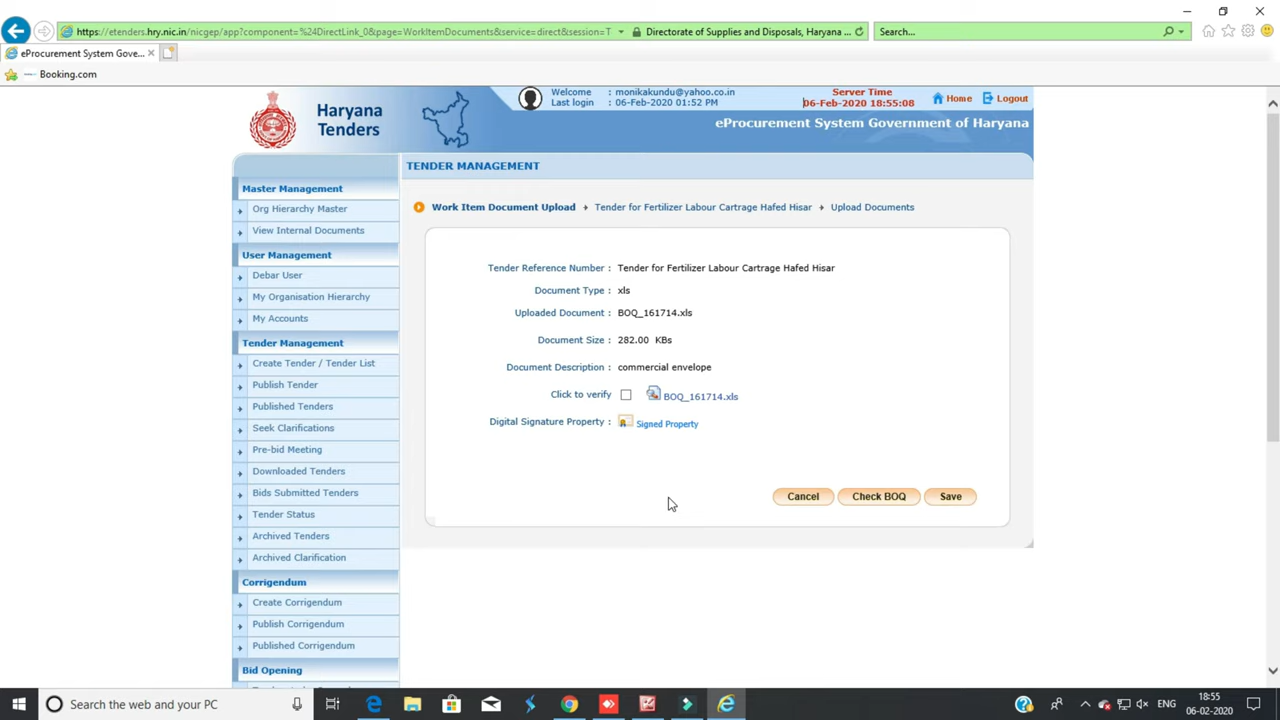 https://etenders.hry.nic.in/nicgep/app?component=%24DirectLink_0&page=WorkItemDocuments&service=direct&session=T
Directorate of Supplies and Disposals, Haryana ...
Search...
eProcurement System Gove...
Booking.com
Haryana
Tenders
Welcome : monikakundu@yahoo.co.in
Last login : 06-Feb-2020 01:52 PM
Server Time
06-Feb-2020 18:55:08
Home
Logout
eProcurement System Government of Haryana
Master Management
Org Hierarchy Master
View Internal Documents
User Management
Debar User
My Organisation Hierarchy
My Accounts
Tender Management
Create Tender / Tender List
Publish Tender
Published Tenders
Seek Clarifications
Pre-bid Meeting
Downloaded Tenders
Bids Submitted Tenders
Tender Status
Archived Tenders
Archived Clarification
Corrigendum
Create Corrigendum
Publish Corrigendum
Published Corrigendum
Bid Opening
TENDER MANAGEMENT
Work Item Document Upload Tender for Fertilizer Labour Cartrage Hafed Hisar Upload Documents
Tender Reference Number : Tender for Fertilizer Labour Cartrage Hafed Hisar
Document Type : xls
Uploaded Document : BOQ_161714.xls
Document Size : 282.00 KBs
Document Description : commercial envelope
Click to verify BOQ_161714.xls
Digital Signature Property : Signed Property
Cancel
Check BOQ
Save
Search the web and your PC
ENG
18:55
06-02-2020